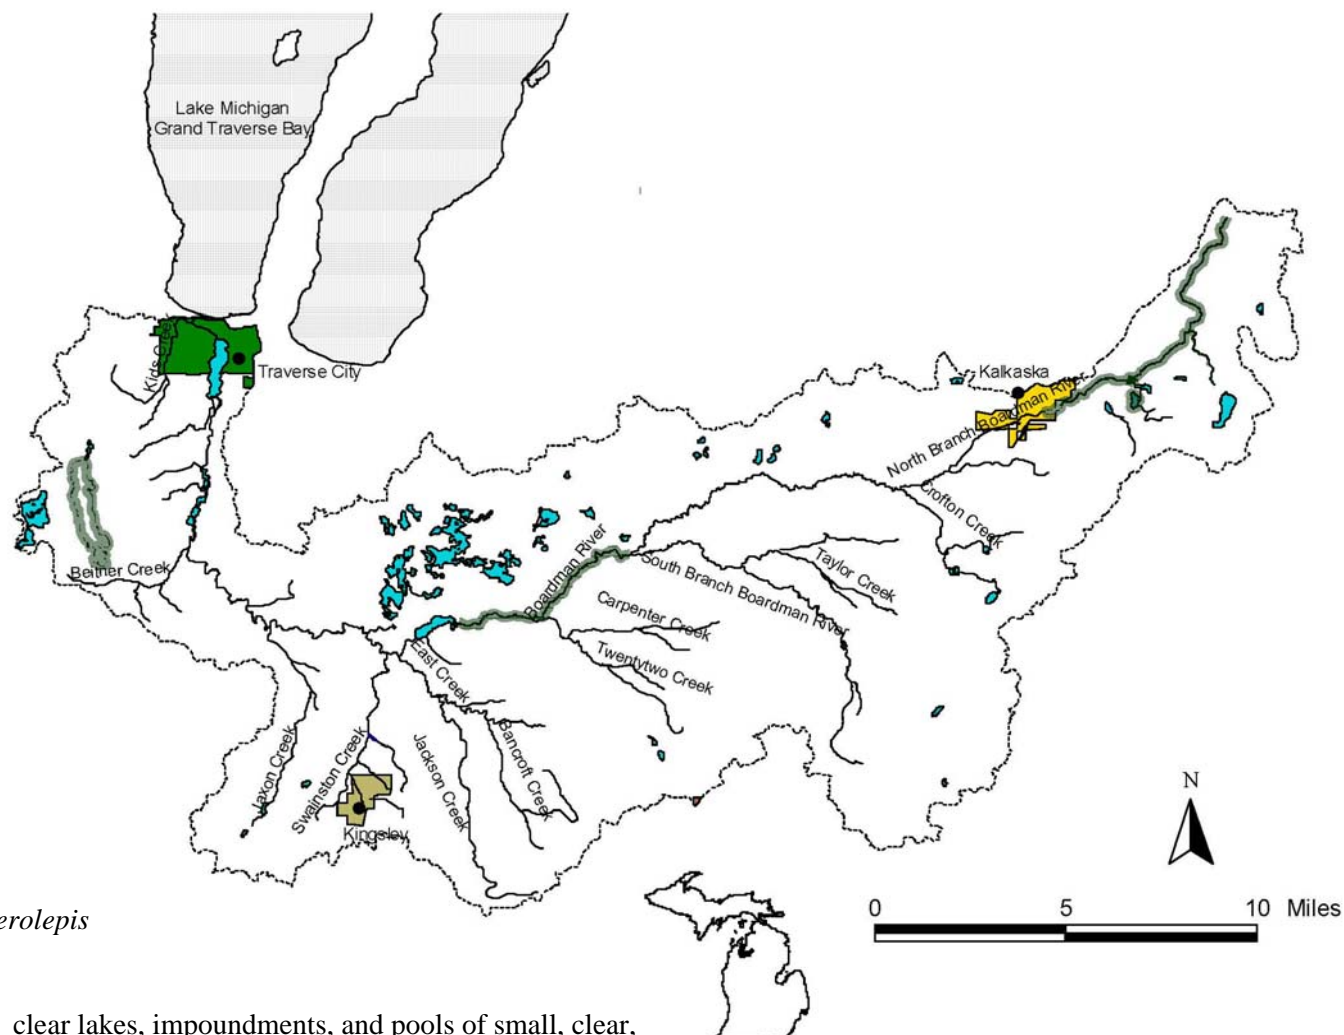 Lake Michigan
Grand Traverse Bay
Kids Creek
Traverse City
Kalkaska
North Branch Boardman River
Crofton Creek
Beitner Creek
Boardman River
South Branch Boardman River
Taylor Creek
Carpenter Creek
Twentytwo Creek
East Creek
Jaxon Creek
Swainston Creek
Jackson Creek
Bancroft Creek
Kingsley
N
0 5 10 Miles
erolepis
clear lakes, impoundments, and pools of small, clear,